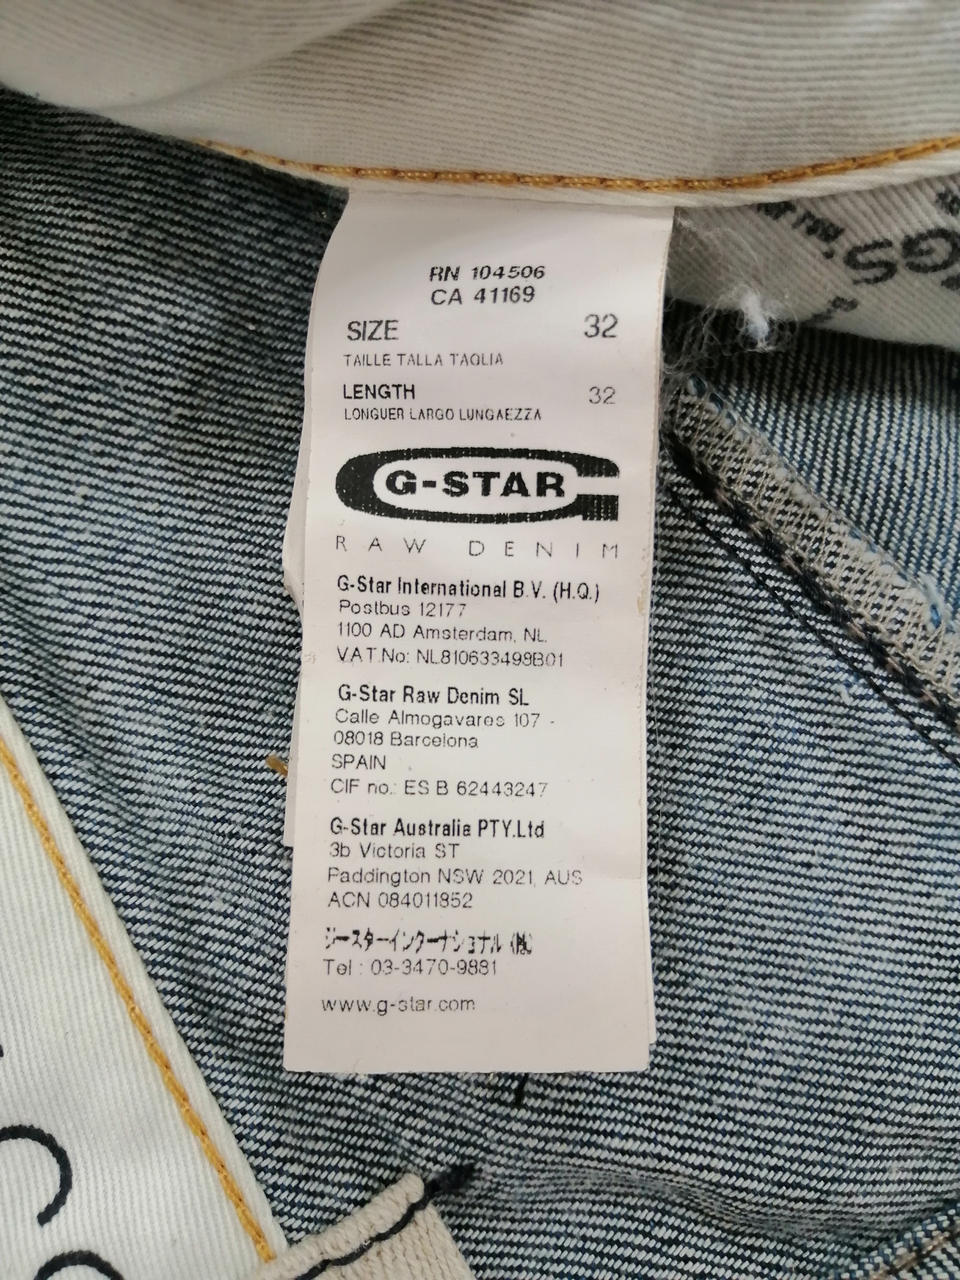 RN 104506
CA 41169
SIZE 32
TAILLE TALLA TAGLIA
LENGTH 32
LONGUER LARGO LUNGAEZZA
G-STAR
RAW DENIM
G-Star International B.V. (H.Q.)
Postbus 12177
1100 AD Amsterdam, NL
VAT.No: NL810633498B01
G-Star Raw Denim SL
Calle Almogavares 107 -
08018 Barcelona
SPAIN
CIF no.: ES B 62443247
G-Star Australia PTY.Ltd
3b Victoria ST
Paddington NSW 2021, AUS
ACN 084011852
ジースターインターナショナル (株)
Tel : 03-3470-9881
www.g-star.com